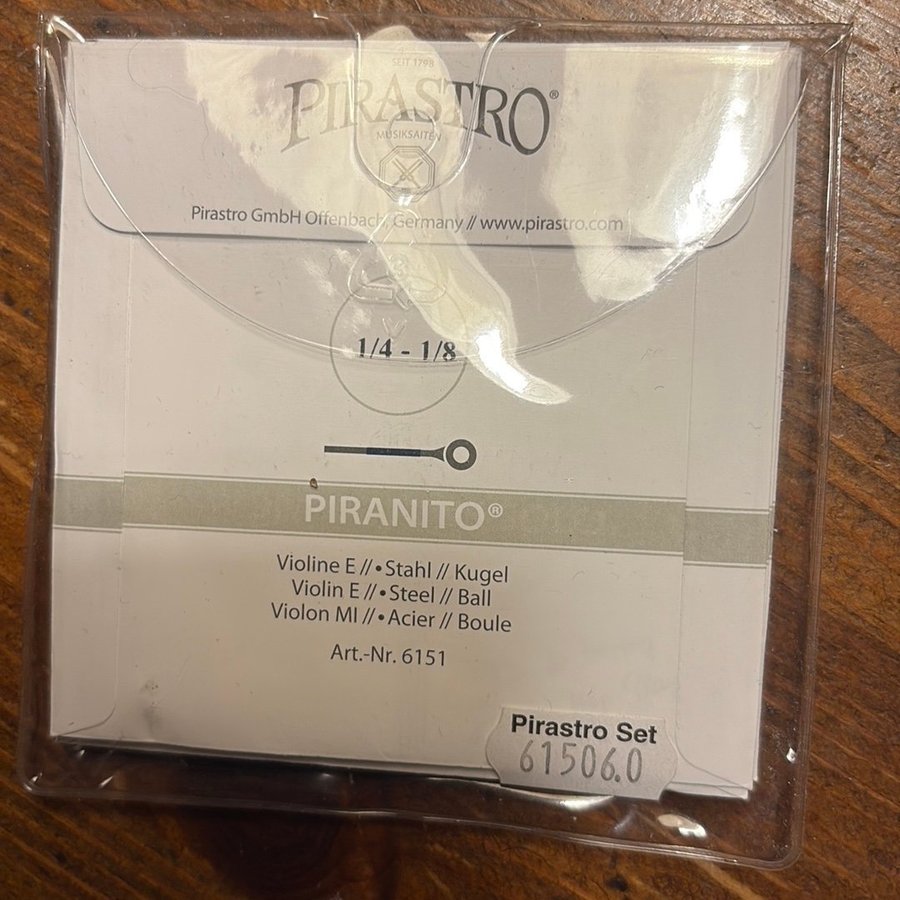 SEIT 1798
PIRASTRO®
MUSIKSAITEN
Pirastro GmbH Offenbach, Germany // www.pirastro.com
1/4 - 1/8
PIRANITO®
Violine E // • Stahl // Kugel
Violin E // • Steel // Ball
Violon MI // • Acier // Boule
Art.-Nr. 6151
Pirastro Set
61506.0